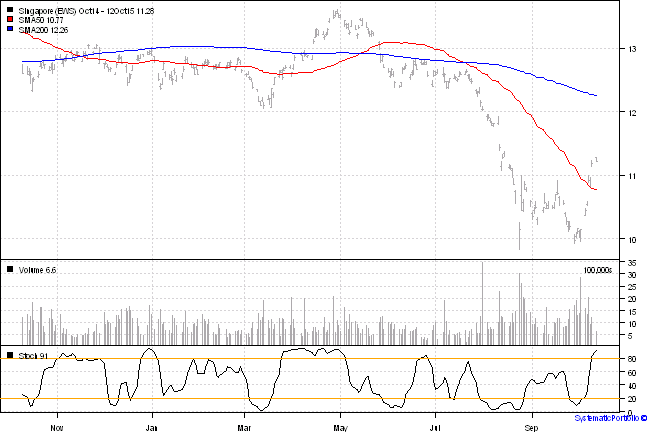 Singapore (EWS) Oct14 - 12Oct15 11.28
SMA50 10.77
SMA200 12.26
13
12
11
10
Volume 6.6
100,000s
35
30
25
20
15
10
5
Stoch 91
80
60
40
20
0
Nov
Jan
Mar
May
Jul
Sep
SystematicPortfolio ©